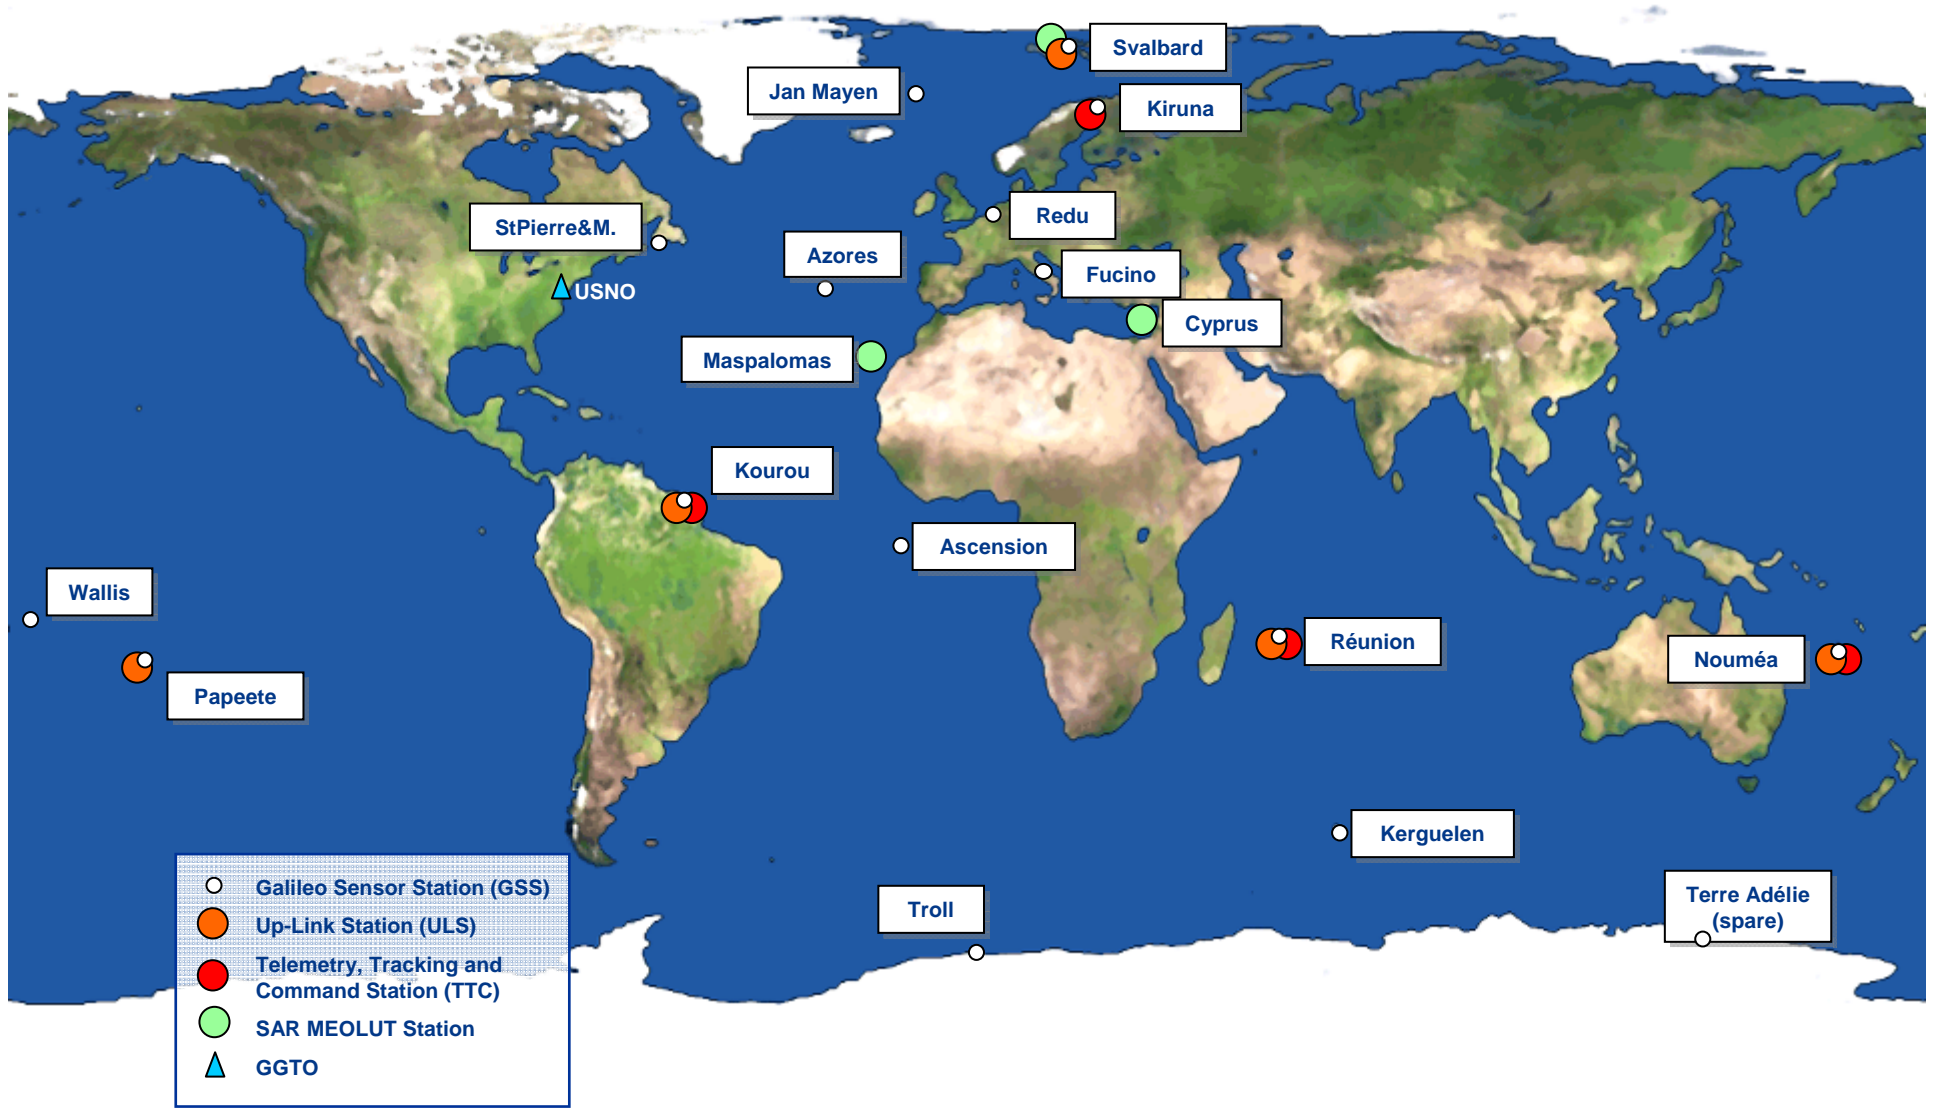 Svalbard
Jan Mayen
Kiruna
StPierre&M.
Redu
Azores
Fucino
USNO
Cyprus
Maspalomas
Kourou
Ascension
Wallis
Réunion
Nouméa
Papeete
Kerguelen
Troll
Terre Adélie
(spare)
Galileo Sensor Station (GSS)
Up-Link Station (ULS)
Telemetry, Tracking and
Command Station (TTC)
SAR MEOLUT Station
GGTO